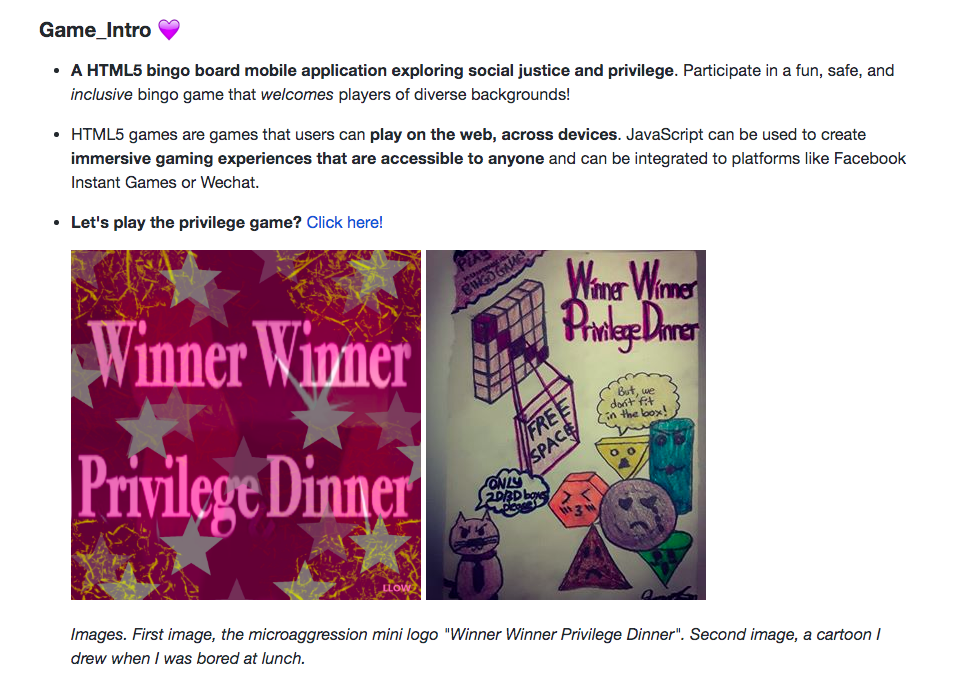 Game_Intro 💜
A HTML5 bingo board mobile application exploring social justice and privilege. Participate in a fun, safe, and
inclusive bingo game that welcomes players of diverse backgrounds!
HTML5 games are games that users can play on the web, across devices. JavaScript can be used to create
immersive gaming experiences that are accessible to anyone and can be integrated to platforms like Facebook
Instant Games or Wechat.
Let's play the privilege game? Click here!
Winner Winner
Privilege Dinner
LLOW
PLAY
BINGO GAME!
Winner Winner
Privilege Dinner
But, we
don't fit
in the box!
FREE
SPACE
ONLY
2D/3D boxes
please!
Images. First image, the microaggression mini logo "Winner Winner Privilege Dinner". Second image, a cartoon I
drew when I was bored at lunch.